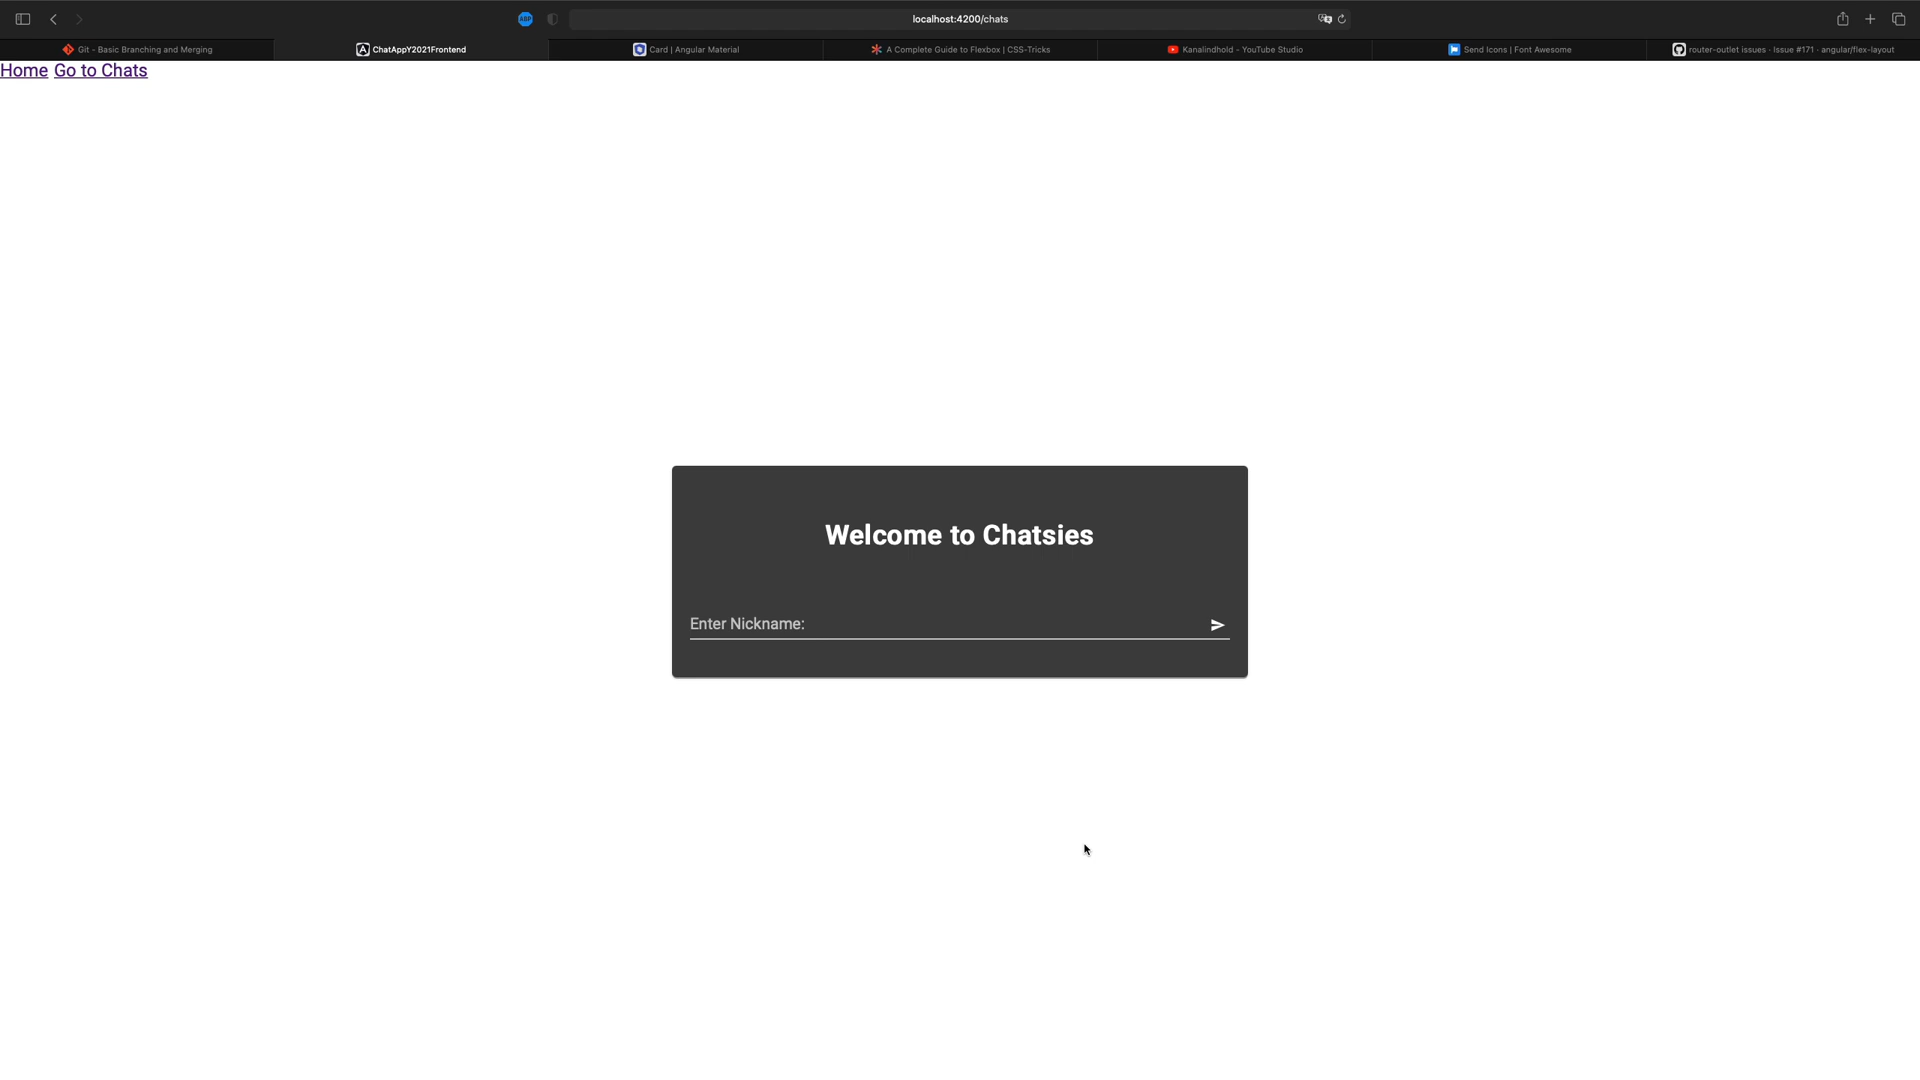 localhost:4200/chats
Git - Basic Branching and Merging
ChatAppY2021Frontend
Card | Angular Material
A Complete Guide to Flexbox | CSS-Tricks
Kanalindhold - YouTube Studio
Send Icons | Font Awesome
router-outlet issues · Issue #171 · angular/flex-layout
Home Go to Chats
Welcome to Chatsies
Enter Nickname: